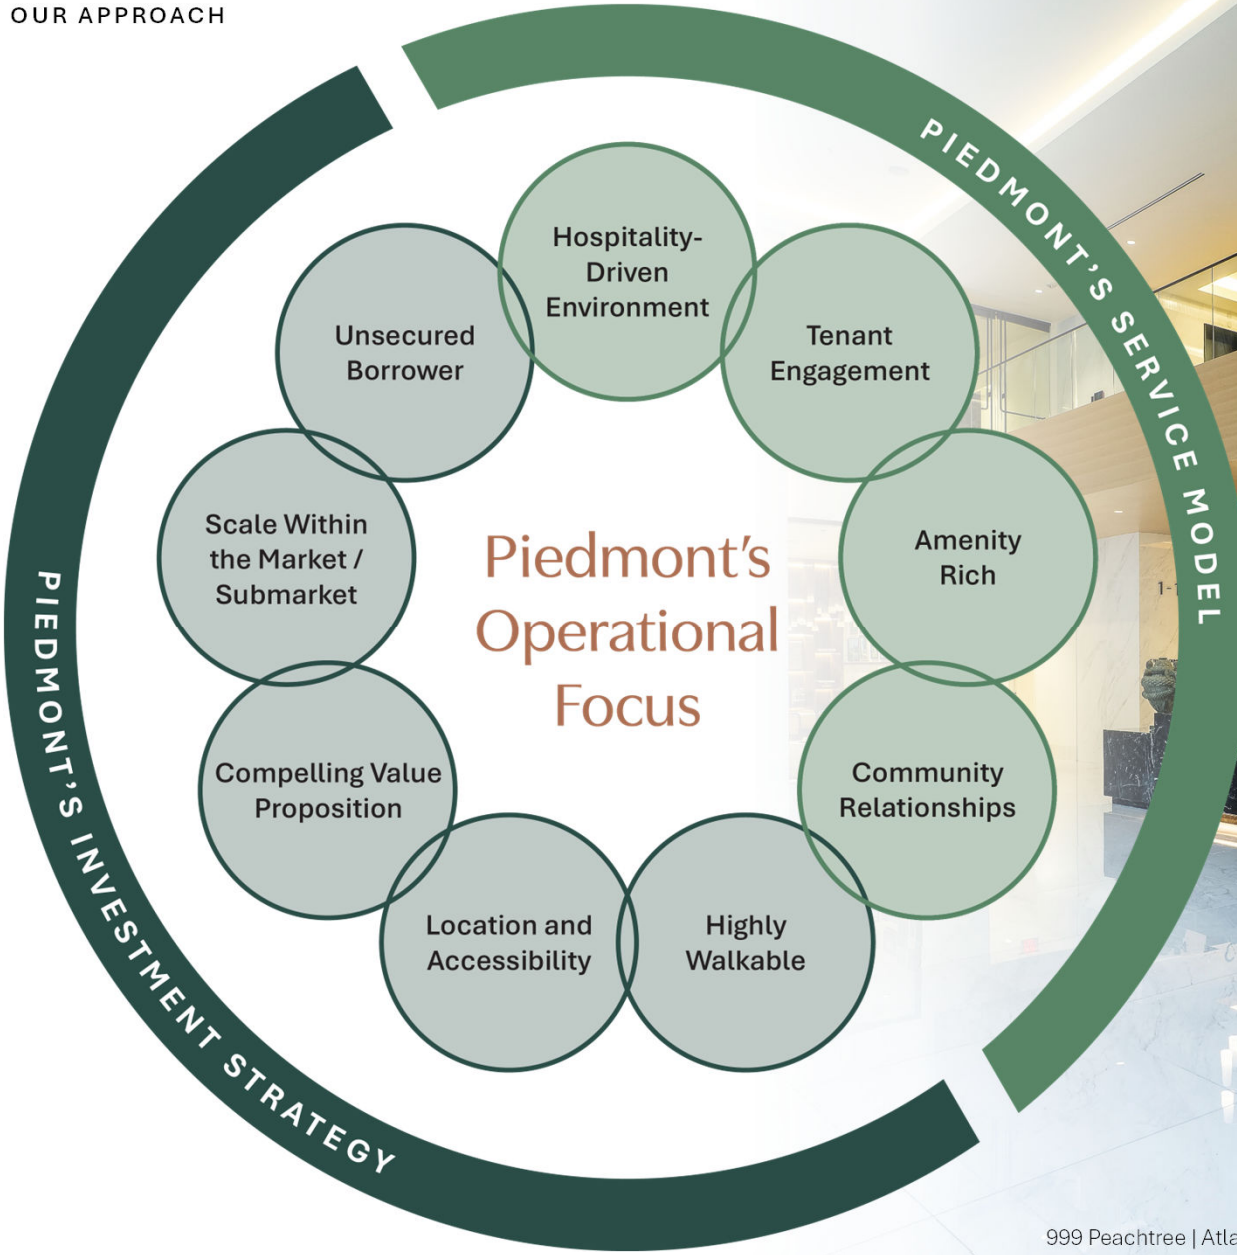 OUR APPROACH
PIEDMONT'S SERVICE MODEL
Hospitality-
Driven
Environment
Unsecured
Borrower
Tenant
Engagement
Scale Within
the Market /
Submarket
Amenity
Rich
Piedmont's
Operational
Focus
Compelling Value
Proposition
Community
Relationships
Location and
Accessibility
Highly
Walkable
PIEDMONT'S INVESTMENT STRATEGY
999 Peachtree |